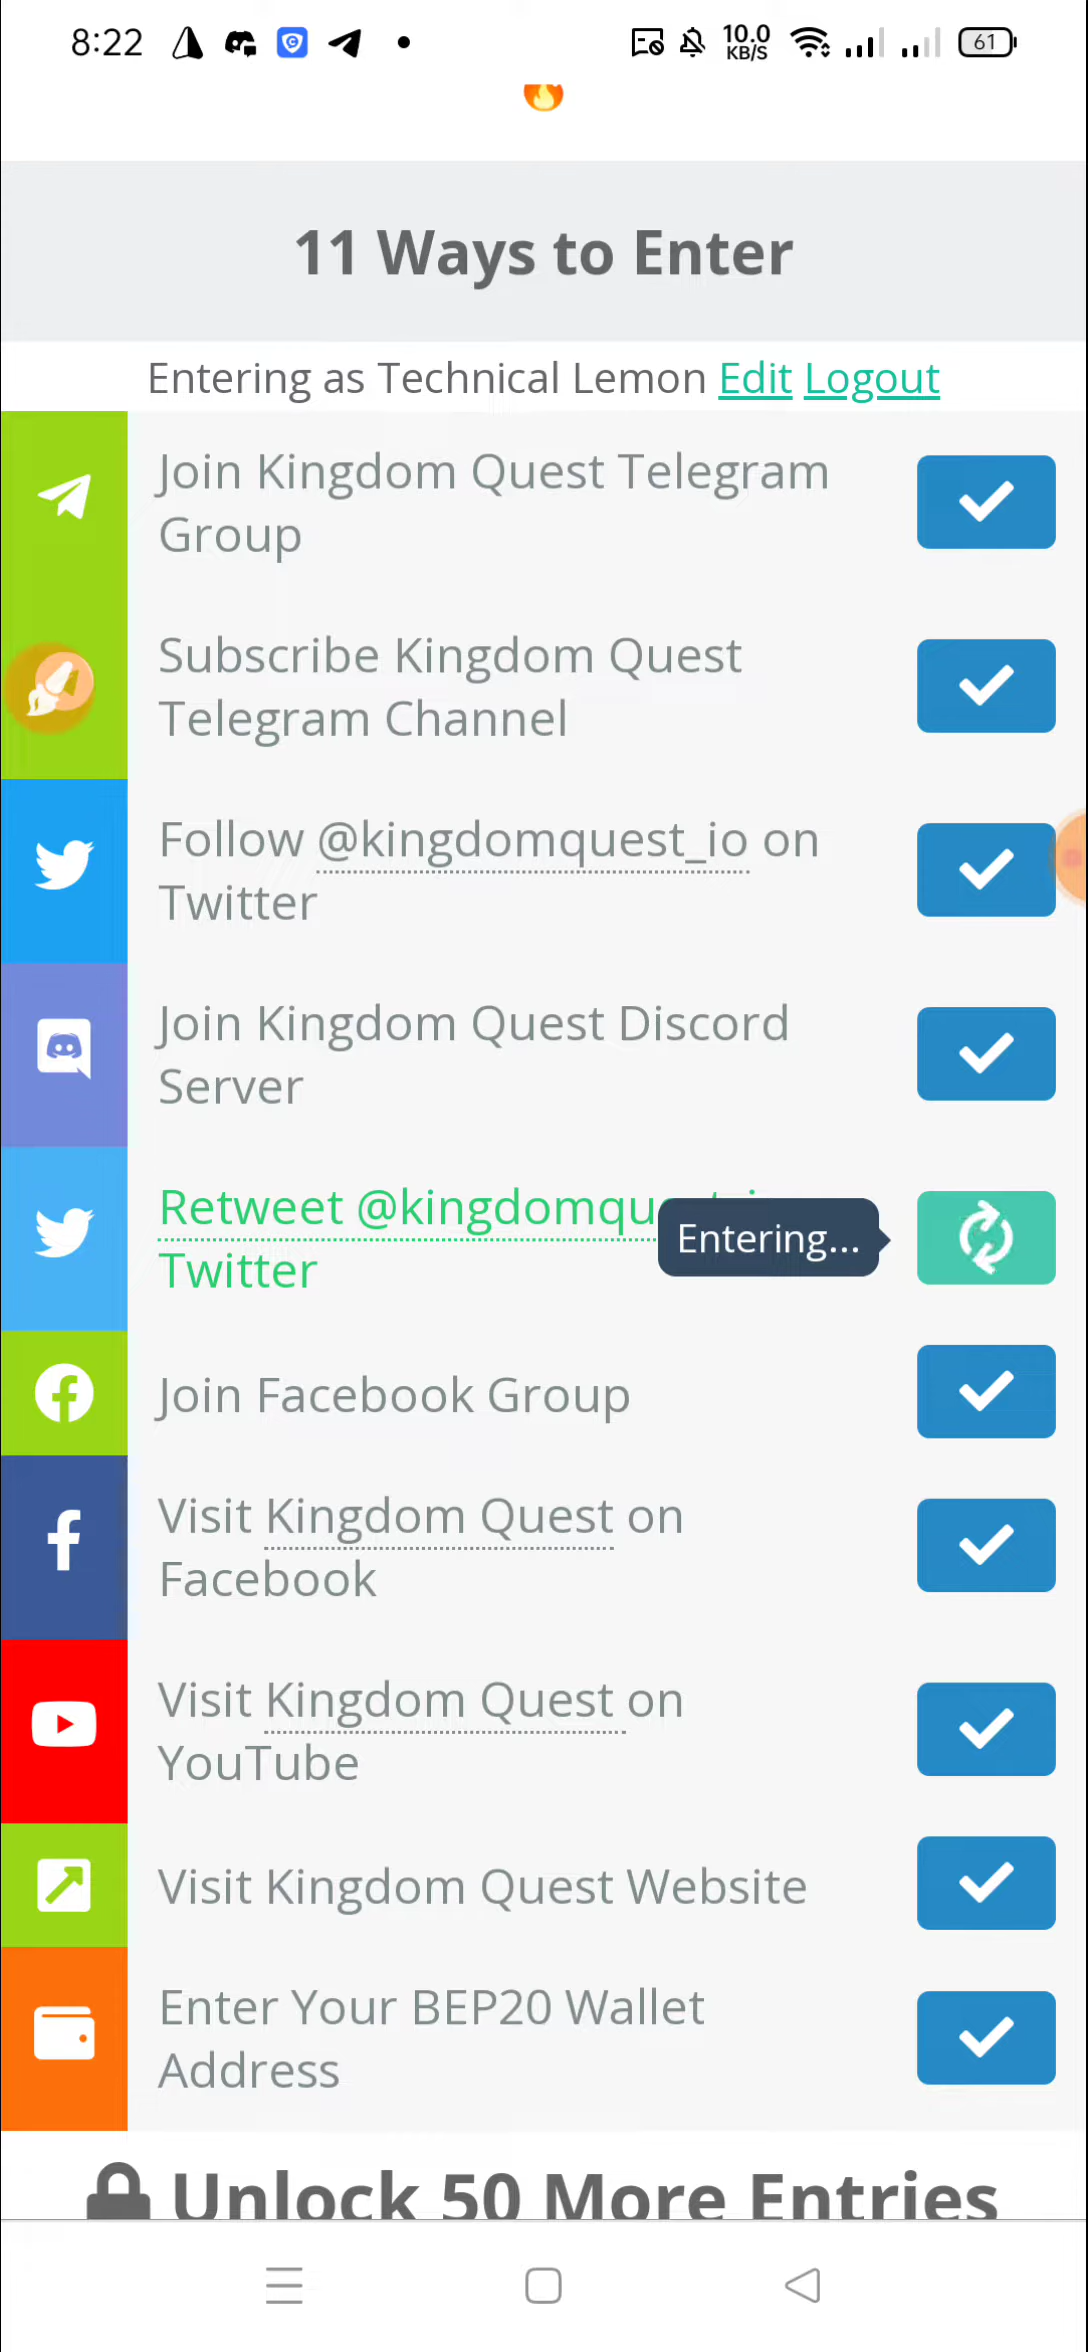 8:22
10.0
KB/S
61
11 Ways to Enter
Entering as Technical Lemon Edit Logout
Join Kingdom Quest Telegram
Group
Subscribe Kingdom Quest
Telegram Channel
Follow @kingdomquest_io on
Twitter
Join Kingdom Quest Discord
Server
Retweet
Entering...
Twitter
Join Facebook Group
Visit Kingdom Quest on
Facebook
Visit Kingdom Quest on
YouTube
Visit Kingdom Quest Website
Enter Your BEP20 Wallet
Address
Unlock 50 More Entries